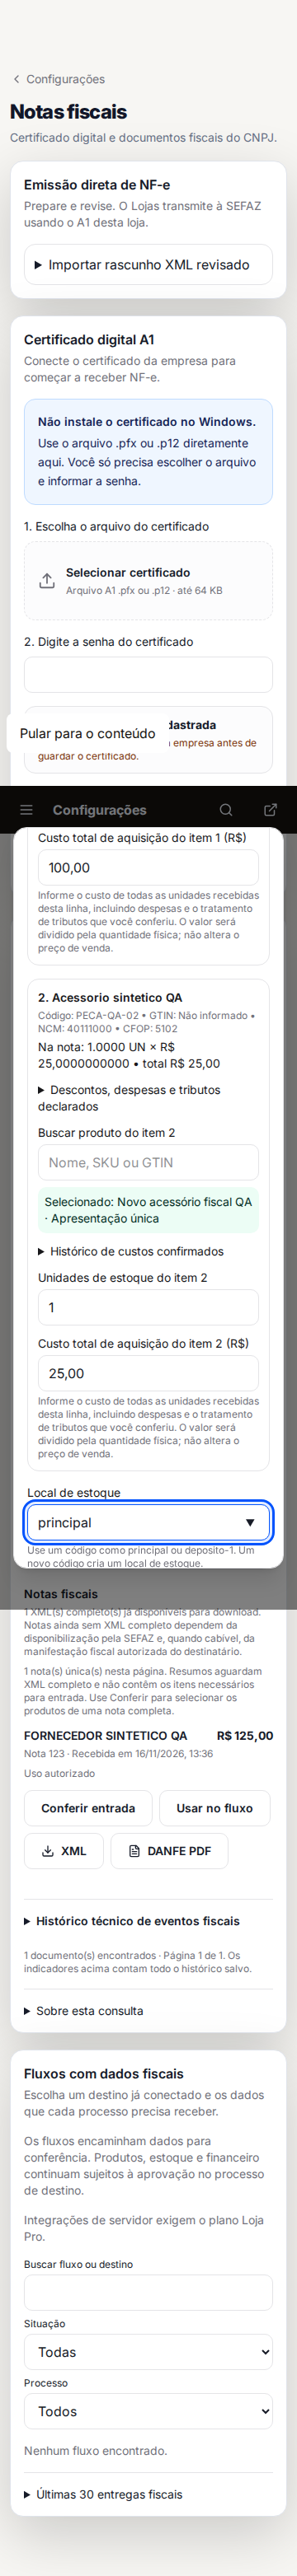 Configurações
Notas fiscais
Certificado digital e documentos fiscais do CNPJ.
Emissão direta de NF-e
Prepare e revise. O Lojas transmite à SEFAZ
usando o A1 desta loja.
Importar rascunho XML revisado
Certificado digital A1
Conecte o certificado da empresa para
começar a receber NF-e.
Não instale o certificado no Windows.
Use o arquivo .pfx ou .p12 diretamente
aqui. Você só precisa escolher o arquivo
e informar a senha.
1. Escolha o arquivo do certificado
Selecionar certificado
Arquivo A1 .pfx ou .p12 · até 64 KB
2. Digite a senha do certificado
dastrada
Pular para o conteúdo
empresa antes de
guardar o certificado.
Configurações
Custo total de aquisição do item 1 (R$)
100,00
Informe o custo de todas as unidades recebidas
desta linha, incluindo despesas e o tratamento
de tributos que você conferiu. O valor será
dividido pela quantidade física; não altera o
preço de venda.
2. Acessorio sintetico QA
Código: PECA-QA-02 • GTIN: Não informado •
NCM: 40111000 • CFOP: 5102
Na nota: 1.0000 UN × R$
25,0000000000 • total R$ 25,00
Descontos, despesas e tributos
declarados
Buscar produto do item 2
Nome, SKU ou GTIN
Selecionado: Novo acessório fiscal QA
· Apresentação única
Histórico de custos confirmados
Unidades de estoque do item 2
1
Custo total de aquisição do item 2 (R$)
25,00
Informe o custo de todas as unidades recebidas
desta linha, incluindo despesas e o tratamento
de tributos que você conferiu. O valor será
dividido pela quantidade física; não altera o
preço de venda.
Local de estoque
principal
Use um código como principal ou deposito-1. Um
novo código cria um local de estoque.
Notas fiscais
1 XML(s) completo(s) já disponíveis para download.
Notas ainda sem XML completo dependem da
disponibilização pela SEFAZ e, quando cabível, da
manifestação fiscal autorizada do destinatário.
1 nota(s) única(s) nesta página. Resumos aguardam
XML completo e não contêm os itens necessários
para entrada. Use Conferir para selecionar os
produtos de uma nota completa.
FORNECEDOR SINTETICO QA R$ 125,00
Nota 123 · Recebida em 16/11/2026, 13:36
Uso autorizado
Conferir entrada Usar no fluxo
XML DANFE PDF
Histórico técnico de eventos fiscais
1 documento(s) encontrados · Página 1 de 1. Os
indicadores acima contam todo o histórico salvo.
Sobre esta consulta
Fluxos com dados fiscais
Escolha um destino já conectado e os dados
que cada processo precisa receber.
Os fluxos encaminham dados para
conferência. Produtos, estoque e financeiro
continuam sujeitos à aprovação no processo
de destino.
Integrações de servidor exigem o plano Loja
Pro.
Buscar fluxo ou destino
Situação
Todas
Processo
Todos
Nenhum fluxo encontrado.
Últimas 30 entregas fiscais